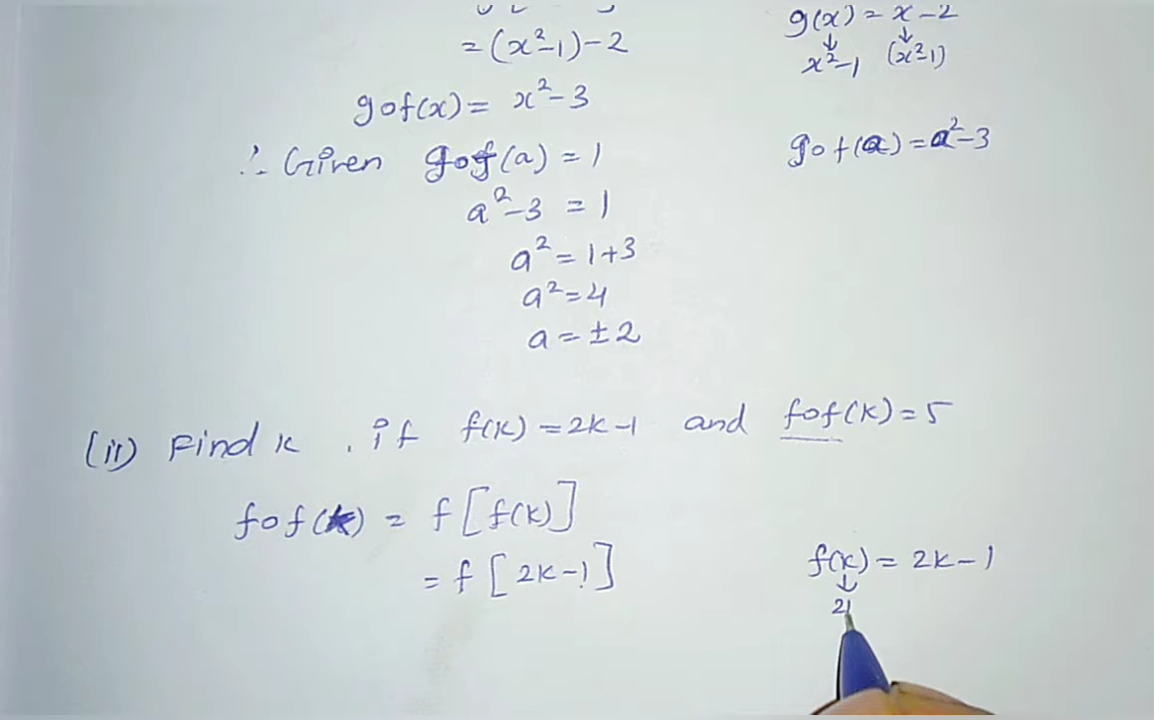 = (x²-1)-2
g(x) = x-2
↓ ↓
x²-1 (x²-1)
gof(x) = x²-3
gof(a) = a²-3
∴ Given gof(a) = 1
a²-3 = 1
a² = 1+3
a² = 4
a = ±2
(ii) Find k , if f(k) = 2k-1 and fof(k) = 5
fof(k) = f[f(k)]
= f[2k-1]
f(k) = 2k-1
↓
2